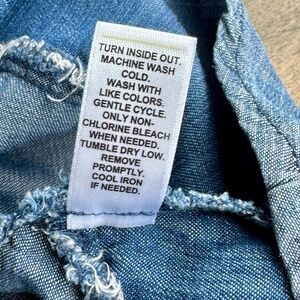 TURN INSIDE OUT.
MACHINE WASH
COLD.
WASH WITH
LIKE COLORS.
GENTLE CYCLE.
ONLY NON-
CHLORINE BLEACH
WHEN NEEDED.
TUMBLE DRY LOW.
REMOVE
PROMPTLY.
COOL IRON
IF NEEDED.